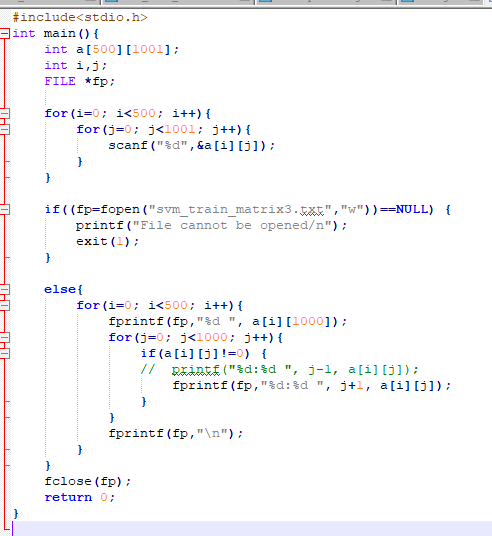 #include<stdio.h>
int main(){
int a[500][1001];
int i,j;
FILE *fp;
for(i=0; i<500; i++){
for(j=0; j<1001; j++){
scanf("%d",&a[i][j]);
}
}
if((fp=fopen("svm_train_matrix3.txt","w"))==NULL) {
printf("File cannot be opened/n");
exit(1);
}
else{
for(i=0; i<500; i++){
fprintf(fp,"%d ", a[i][1000]);
for(j=0; j<1000; j++){
if(a[i][j]!=0) {
// printf("%d:%d ", j-1, a[i][j]);
fprintf(fp,"%d:%d ", j+1, a[i][j]);
}
}
fprintf(fp,"\n");
}
}
fclose(fp);
return 0;
}